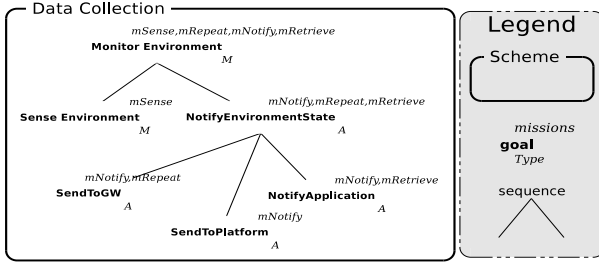 Data Collection
mSense,mRepeat,mNotify,mRetrieve
Monitor Environment
M
mSense
Sense Environment
M
mNotify,mRepeat,mRetrieve
NotifyEnvironmentState
A
mNotify,mRepeat
SendToGW
A
mNotify
SendToPlatform
A
mNotify,mRetrieve
NotifyApplication
A
Legend
Scheme
missions
goal
Type
sequence